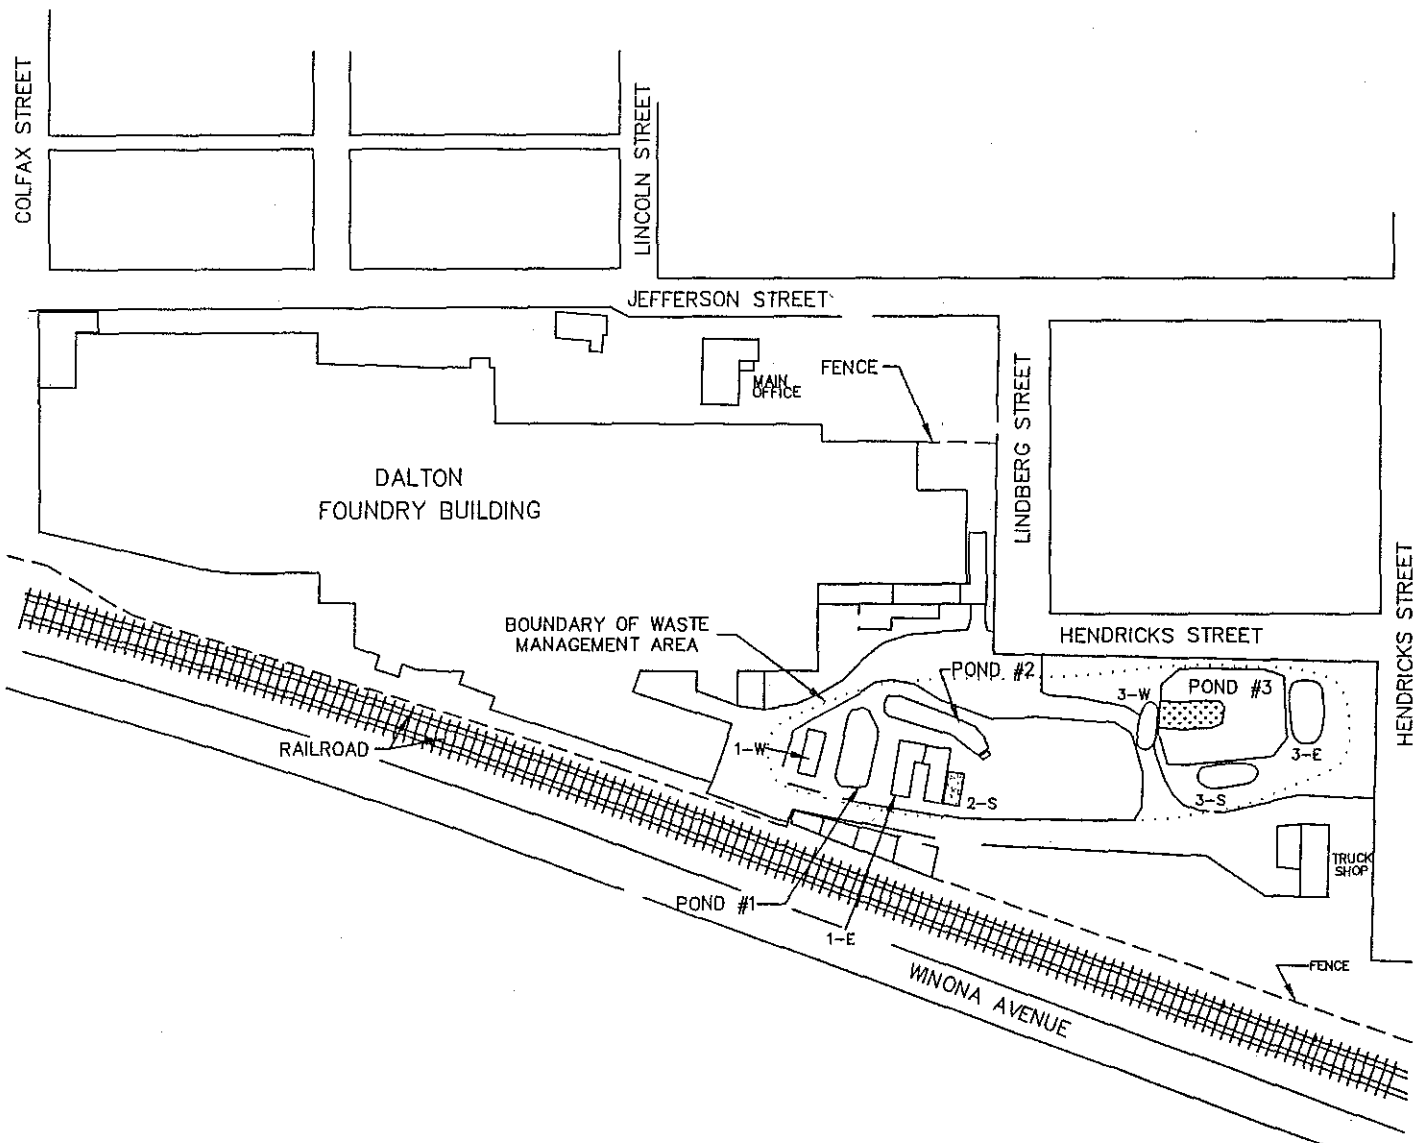 COLFAX STREET
LINCOLN STREET
JEFFERSON STREET
MAIN
OFFICE
FENCE
LINDBERG STREET
DALTON
FOUNDRY BUILDING
HENDRICKS STREET
HENDRICKS STREET
BOUNDARY OF WASTE
MANAGEMENT AREA
POND #2
3-W
POND #3
1-W
RAILROAD
3-E
3-S
2-S
TRUCK
SHOP
POND #1
1-E
FENCE
WINONA AVENUE